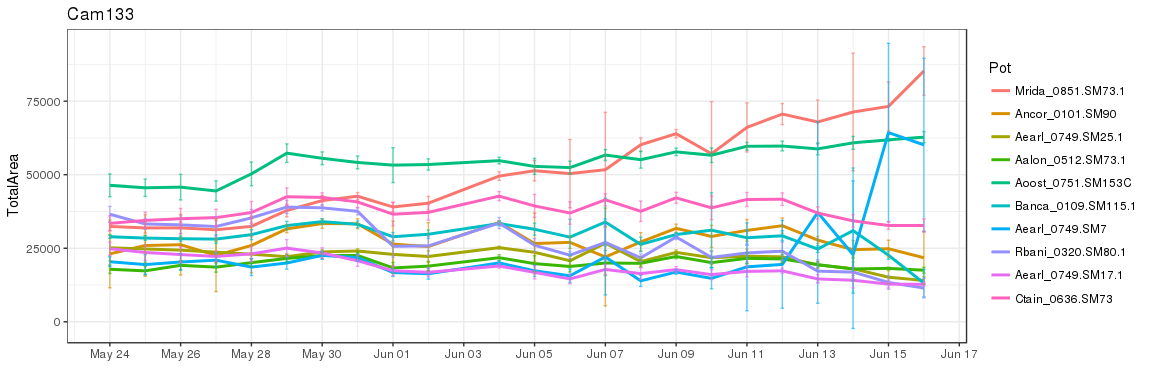 Cam133
TotalArea
75000
50000
25000
0
May 24
May 26
May 28
May 30
Jun 01
Jun 03
Jun 05
Jun 07
Jun 09
Jun 11
Jun 13
Jun 15
Jun 17
Pot
Mrida_0851.SM73.1
Ancor_0101.SM90
Aearl_0749.SM25.1
Aalon_0512.SM73.1
Aoost_0751.SM153C
Banca_0109.SM115.1
Aearl_0749.SM7
Rbani_0320.SM80.1
Aearl_0749.SM17.1
Ctain_0636.SM73